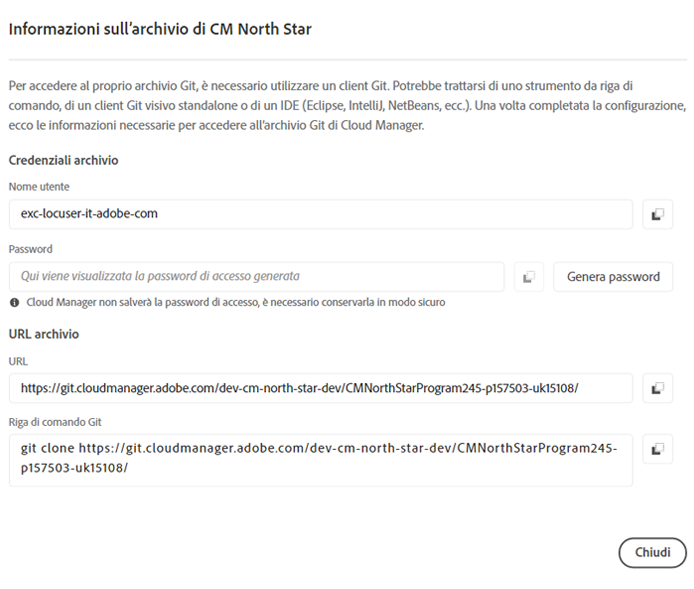 Informazioni sull'archivio di CM North Star
Per accedere al proprio archivio Git, è necessario utilizzare un client Git. Potrebbe trattarsi di uno strumento da riga di
comando, di un client Git visivo standalone o di un IDE (Eclipse, IntelliJ, NetBeans, ecc.). Una volta completata la configurazione,
ecco le informazioni necessarie per accedere all'archivio Git di Cloud Manager.
Credenziali archivio
Nome utente
exc-locuser-it-adobe-com
Password
Qui viene visualizzata la password di accesso generata
Genera password
Cloud Manager non salverà la password di accesso, è necessario conservarla in modo sicuro
URL archivio
URL
https://git.cloudmanager.adobe.com/dev-cm-north-star-dev/CMNorthStarProgram245-p157503-uk15108/
Riga di comando Git
git clone https://git.cloudmanager.adobe.com/dev-cm-north-star-dev/CMNorthStarProgram245-
p157503-uk15108/
Chiudi